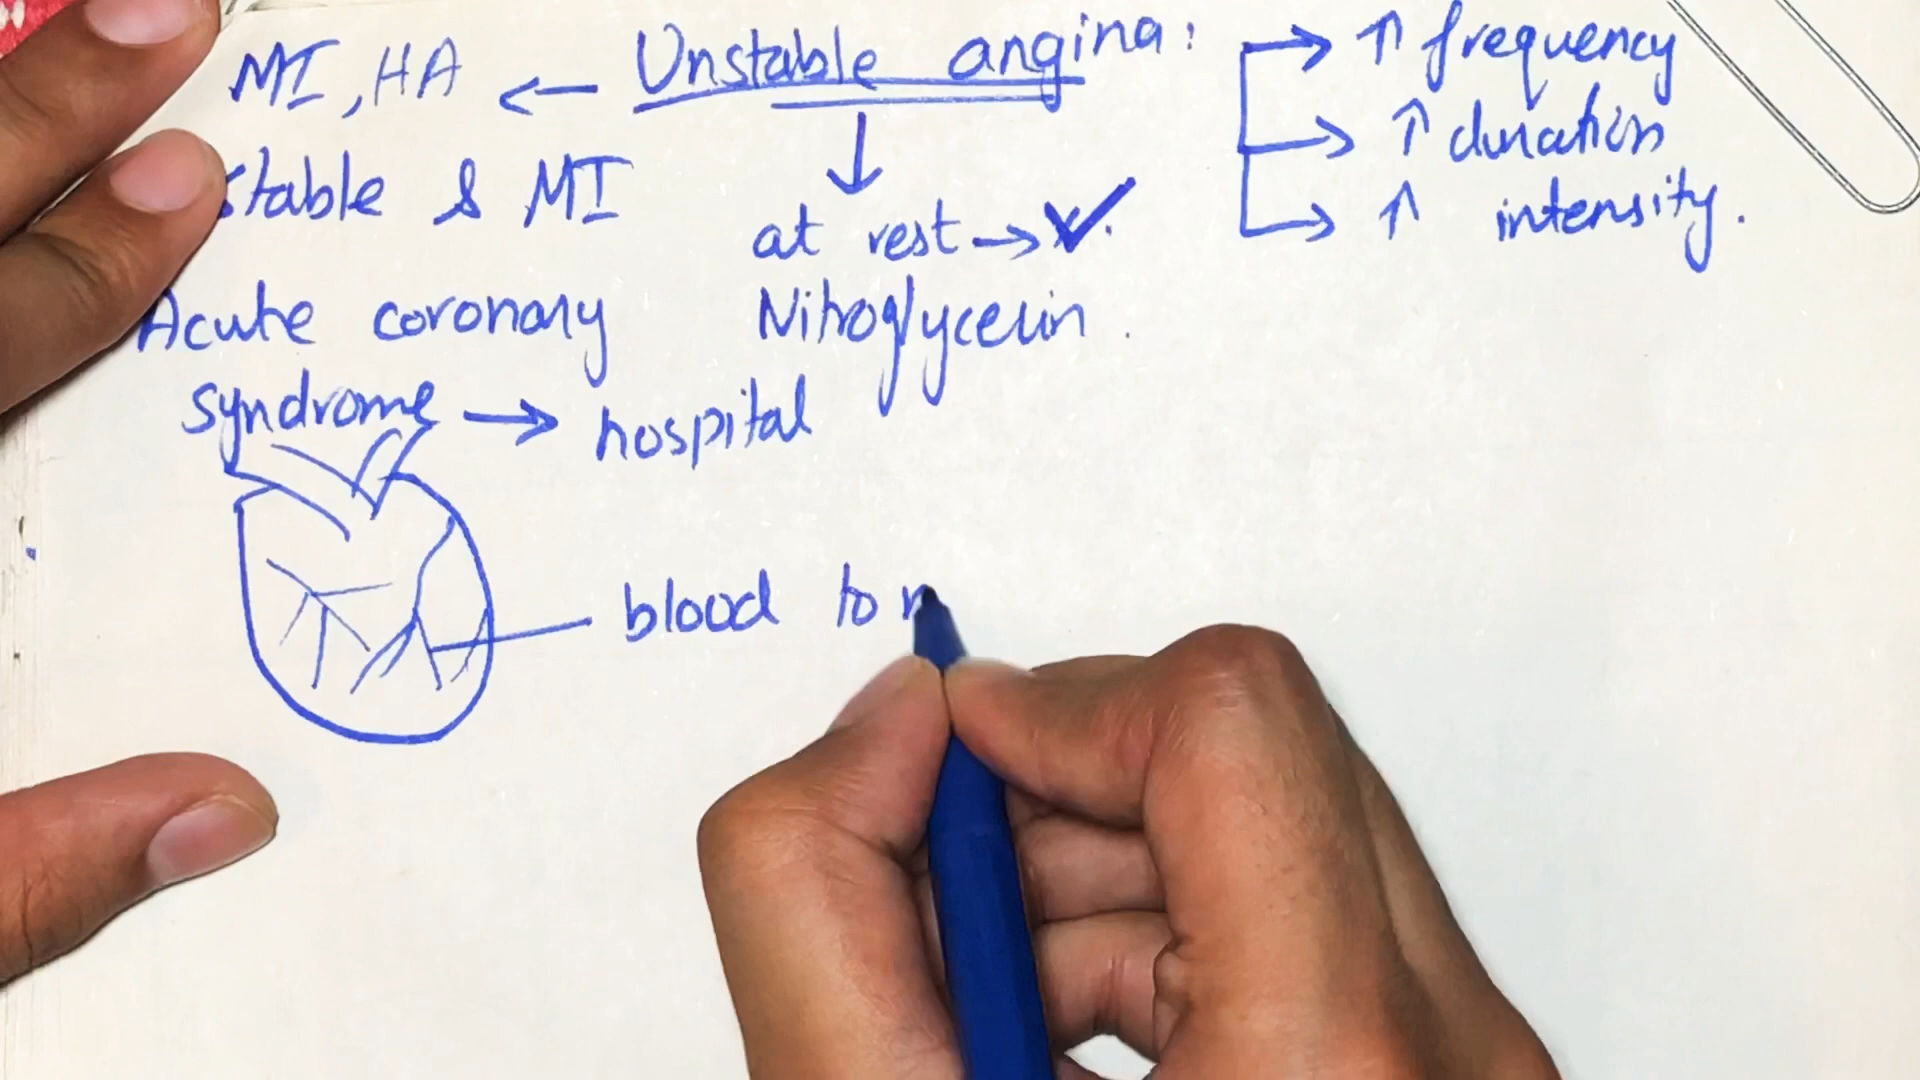 MI, HA ← Unstable angina: → ↑ frequency
→ ↑ duration
→ ↑ intensity.
stable & MI
at rest → ✓.
Nitroglycerin.
Acute coronary
syndrome → hospital
blood to